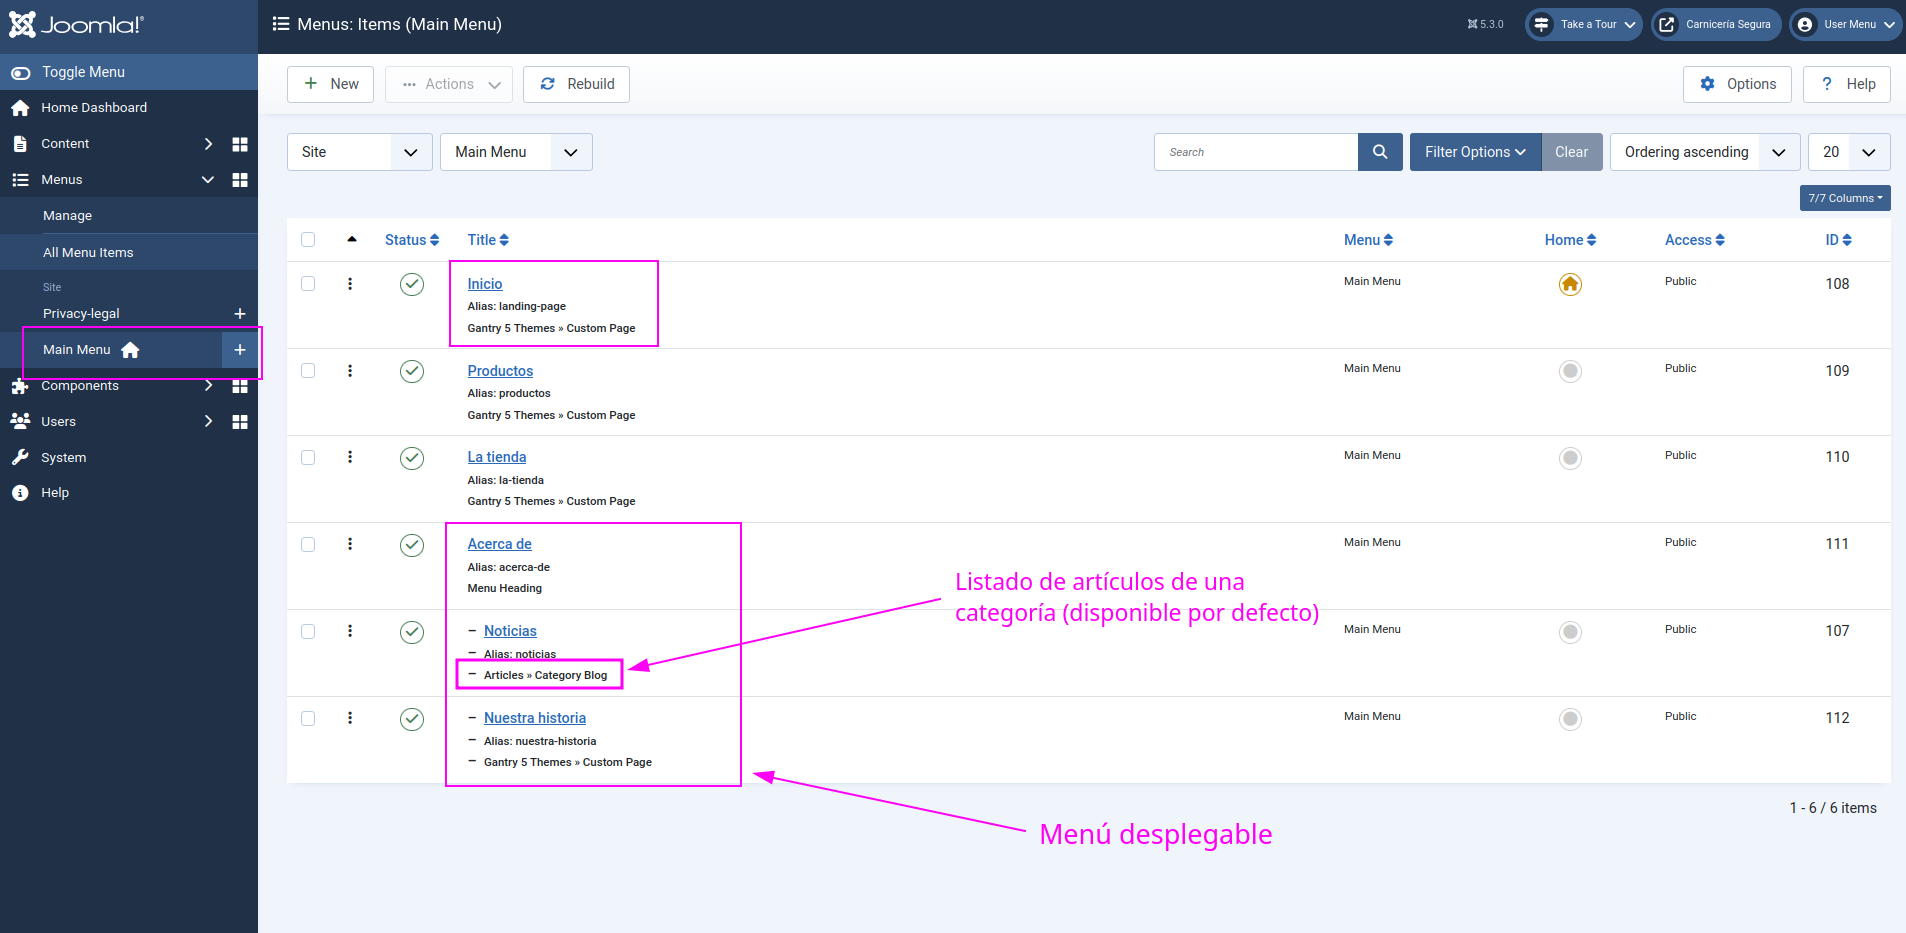 Joomla!®
Menus: Items (Main Menu)
5.3.0
Take a Tour
Carnicería Segura
User Menu
Toggle Menu
Home Dashboard
Content
Menus
Manage
All Menu Items
Site
Privacy-legal
Main Menu
Components
Users
System
Help
New
Actions
Rebuild
Options
? Help
Site
Main Menu
Search
Filter Options
Clear
Ordering ascending
20
7/7 Columns
Status
Title
Menu
Home
Access
ID
Inicio
Alias: landing-page
Gantry 5 Themes » Custom Page
Main Menu
Public
108
Productos
Alias: productos
Gantry 5 Themes » Custom Page
Main Menu
Public
109
La tienda
Alias: la-tienda
Gantry 5 Themes » Custom Page
Main Menu
Public
110
Acerca de
Alias: acerca-de
Menu Heading
Main Menu
Public
111
Listado de artículos de una
categoría (disponible por defecto)
– Noticias
– Alias: noticias
– Articles » Category Blog
Main Menu
Public
107
– Nuestra historia
– Alias: nuestra-historia
– Gantry 5 Themes » Custom Page
Main Menu
Public
112
1 - 6 / 6 items
Menú desplegable